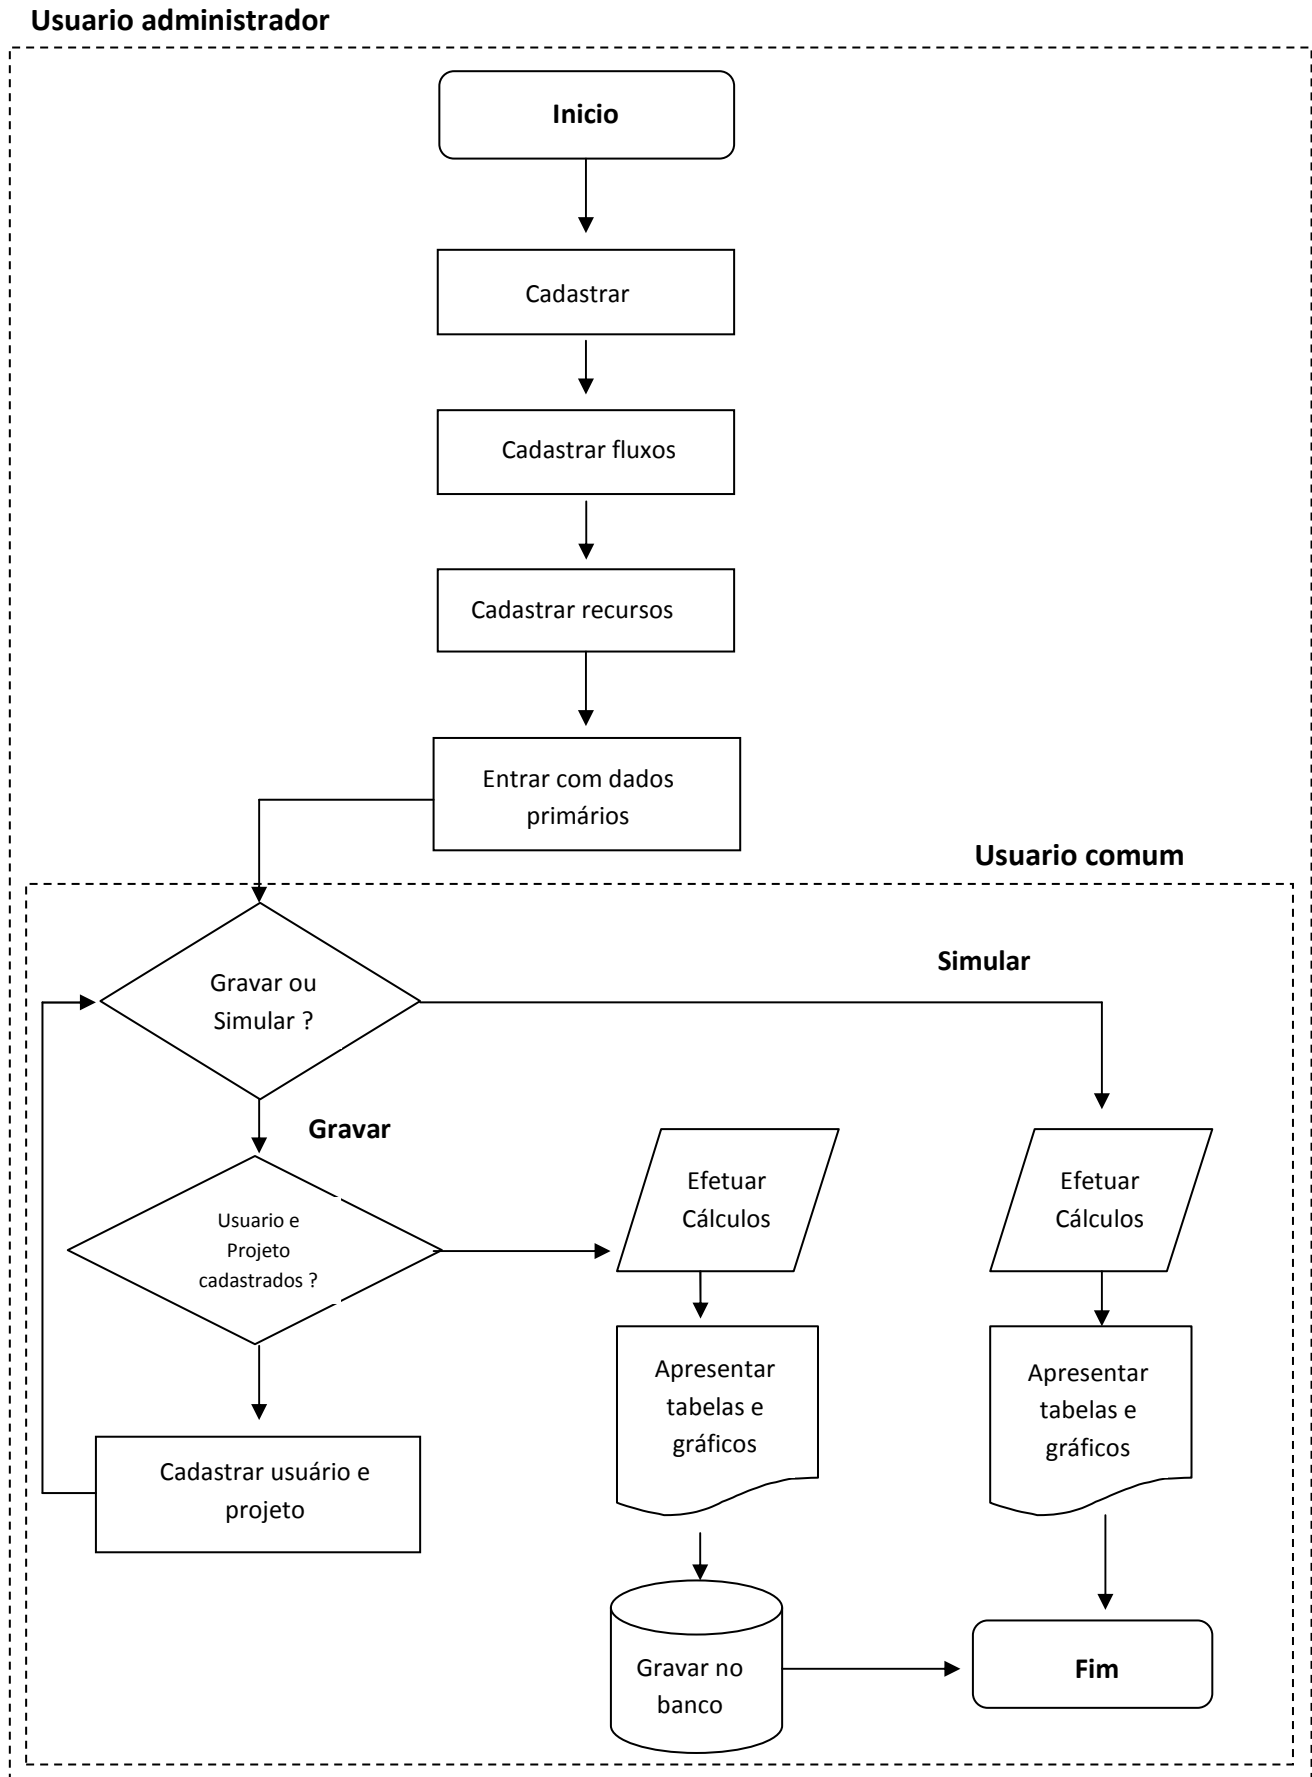 Usuario administrador
Inicio
Cadastrar
Cadastrar fluxos
Cadastrar recursos
Entrar com dados
primários
Usuario comum
Gravar ou
Simular ?
Simular
Gravar
Usuario e
Projeto
cadastrados ?
Efetuar
Cálculos
Efetuar
Cálculos
Apresentar
tabelas e
gráficos
Apresentar
tabelas e
gráficos
Cadastrar usuário e
projeto
Gravar no
banco
Fim